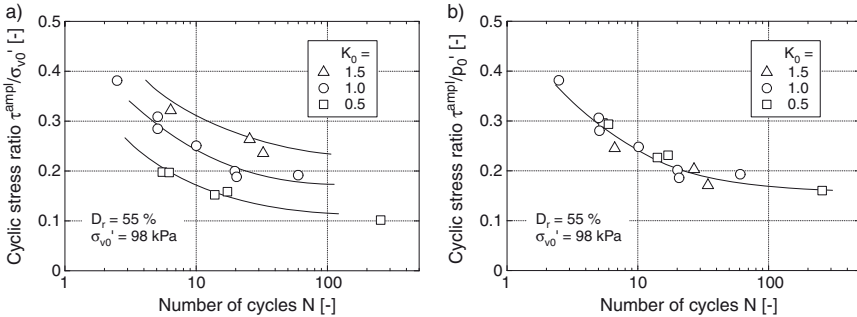 a)
Cyclic stress ratio τ^ampl/σ_v0' [-]
0.5
0.4
0.3
0.2
0.1
0
K_0 =
△ 1.5
○ 1.0
□ 0.5
D_r = 55 %
σ_v0' = 98 kPa
1 10 100
Number of cycles N [-]
b)
Cyclic stress ratio τ^ampl/p_0' [-]
0.5
0.4
0.3
0.2
0.1
0
K_0 =
△ 1.5
○ 1.0
□ 0.5
D_r = 55 %
σ_v0' = 98 kPa
1 10 100
Number of cycles N [-]